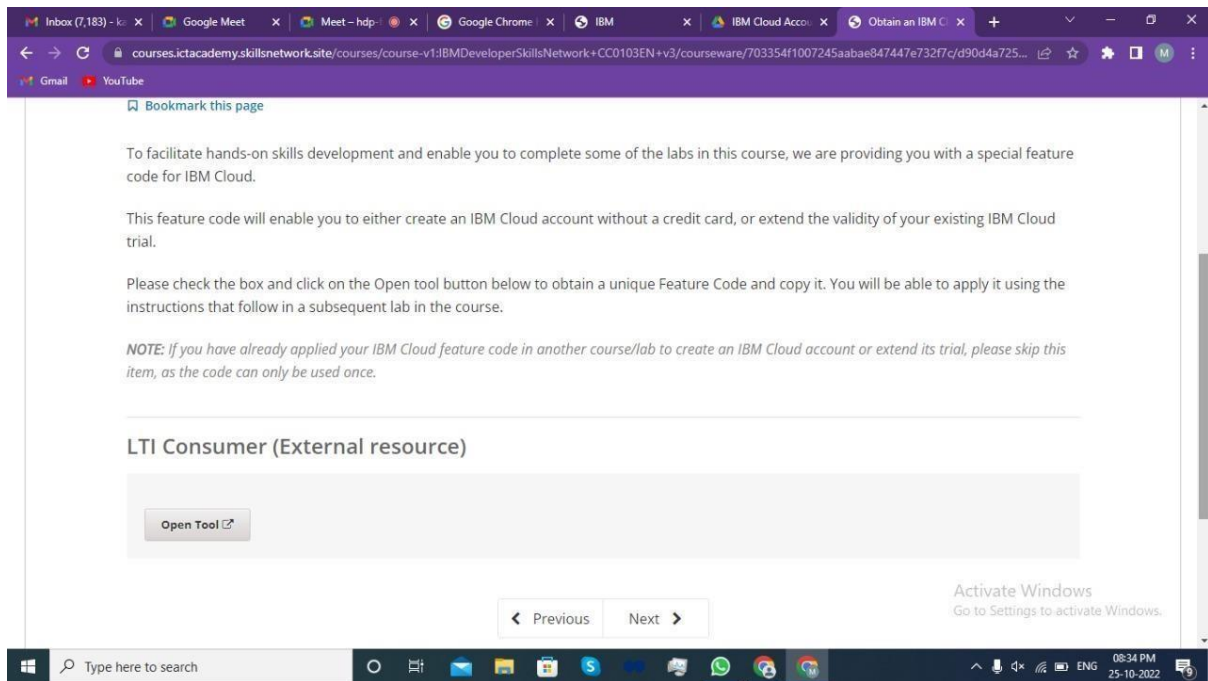 Inbox (7,183) - ka
Google Meet
Meet – hdp-
Google Chrome
IBM
IBM Cloud Accou
Obtain an IBM C
courses.ictacademy.skillsnetwork.site/courses/course-v1:IBMDeveloperSkillsNetwork+CC0103EN+v3/courseware/703354f1007245aabae847447e732f7c/d90d4a725...
M
Gmail
YouTube
Bookmark this page
To facilitate hands-on skills development and enable you to complete some of the labs in this course, we are providing you with a special feature
code for IBM Cloud.
This feature code will enable you to either create an IBM Cloud account without a credit card, or extend the validity of your existing IBM Cloud
trial.
Please check the box and click on the Open tool button below to obtain a unique Feature Code and copy it. You will be able to apply it using the
instructions that follow in a subsequent lab in the course.
NOTE: If you have already applied your IBM Cloud feature code in another course/lab to create an IBM Cloud account or extend its trial, please skip this
item, as the code can only be used once.
LTI Consumer (External resource)
Open Tool
Activate Windows
Go to Settings to activate Windows.
Previous
Next
Type here to search
ENG
08:34 PM
25-10-2022
9